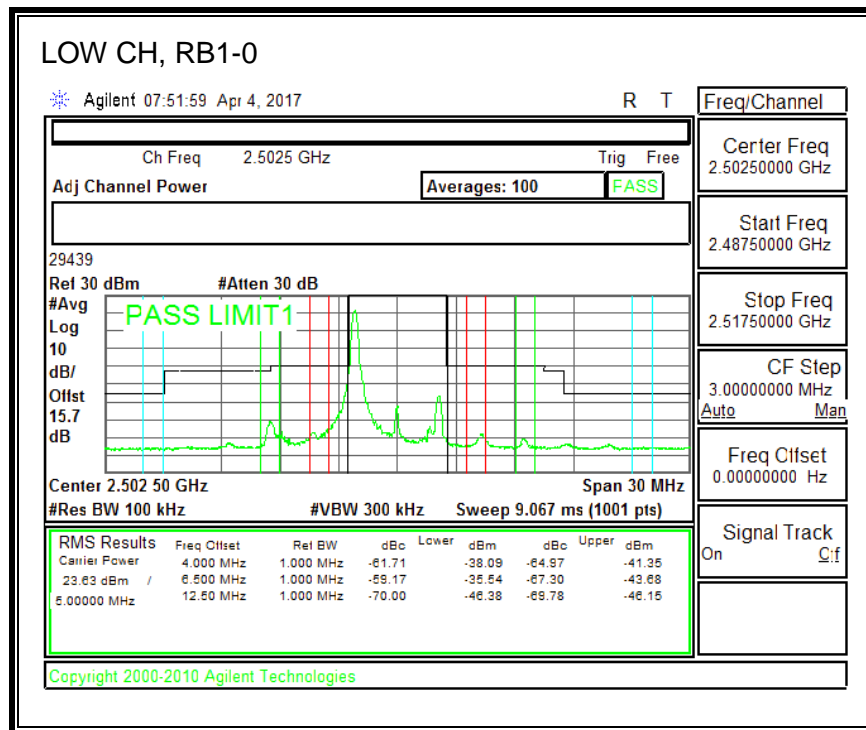 LOW CH, RB1-0
Agilent 07:51:59 Apr 4, 2017 R T
Freq/Channel
Ch Freq 2.5025 GHz Trig Free
Adj Channel Power Averages: 100 PASS
Center Freq
2.50250000 GHz
Start Freq
2.48750000 GHz
Stop Freq
2.51750000 GHz
CF Step
3.00000000 MHz
Auto Man
Freq Offset
0.00000000 Hz
Signal Track
On Off
29439
Ref 30 dBm #Atten 30 dB
#Avg
Log
10
dB/
Offst
15.7
dB
PASS LIMIT1
Center 2.502 50 GHz Span 30 MHz
#Res BW 100 kHz #VBW 300 kHz Sweep 9.067 ms (1001 pts)
RMS Results Freq Offset Ref BW dBc Lower dBm dBc Upper dBm
Carrier Power 4.000 MHz 1.000 MHz -61.71 -38.09 -64.97 -41.35
23.63 dBm / 6.500 MHz 1.000 MHz -59.17 -35.54 -67.30 -43.68
5.00000 MHz 12.50 MHz 1.000 MHz -70.00 -46.38 -69.78 -46.15
Copyright 2000-2010 Agilent Technologies